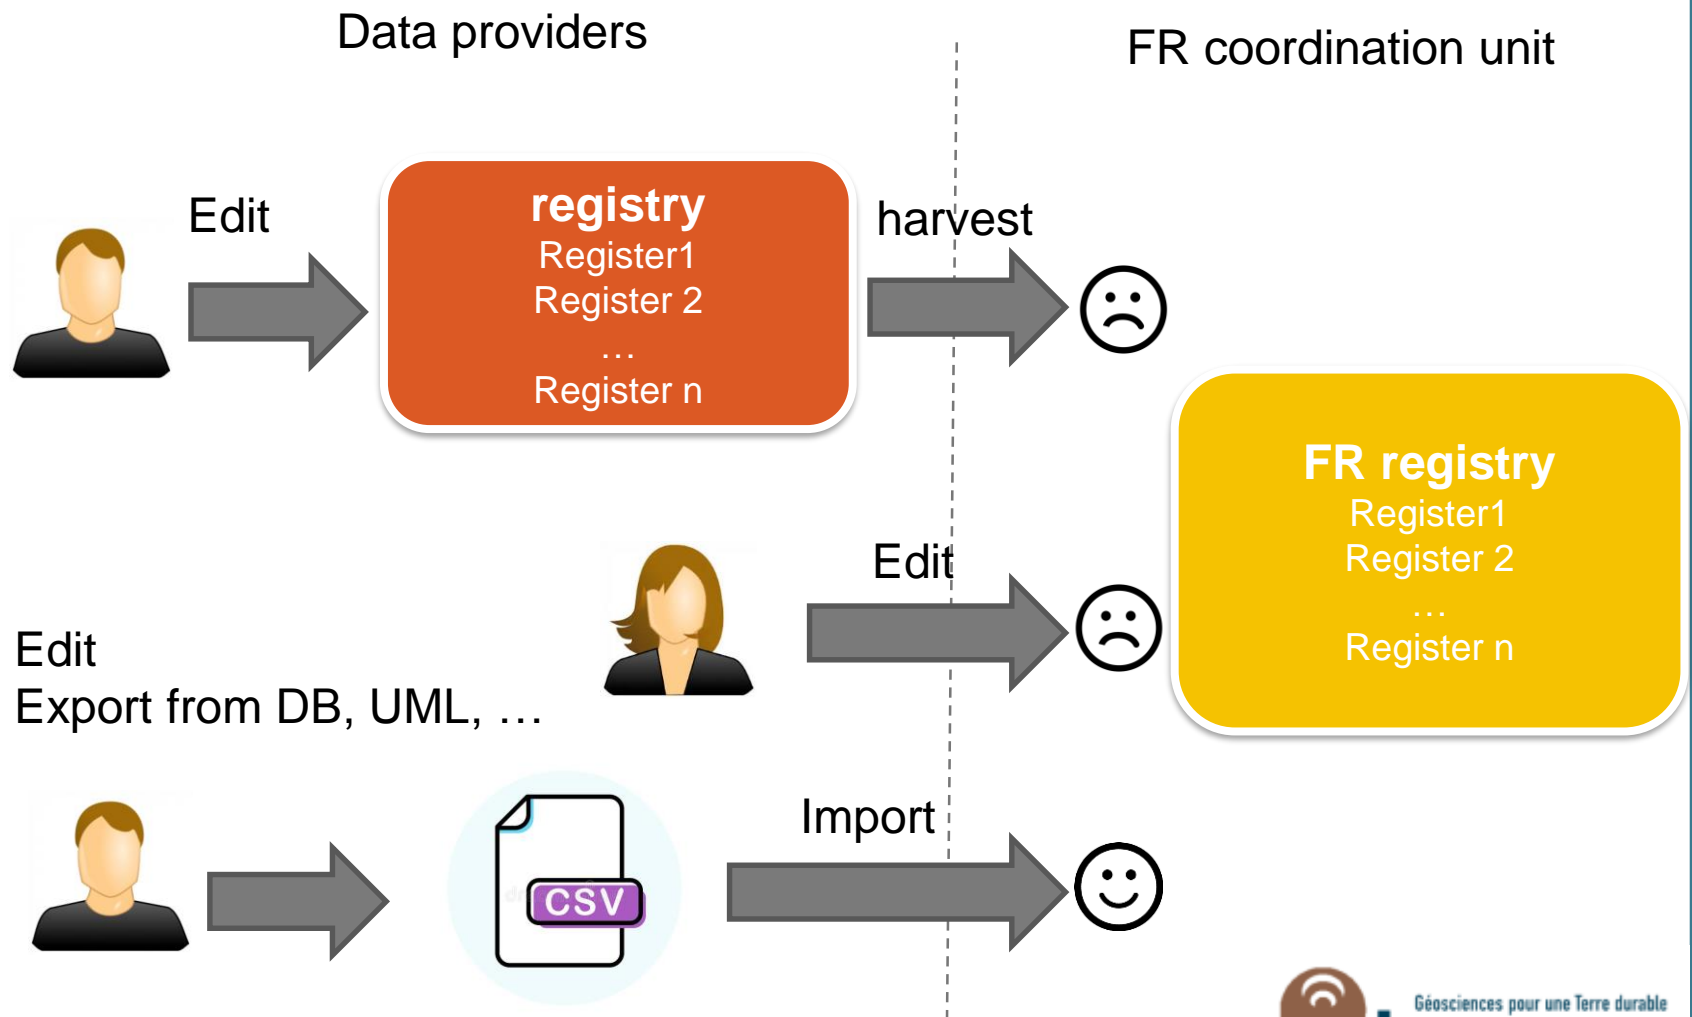 Data providers
FR coordination unit
Edit
registry
Register1
Register 2
…
Register n
harvest
FR registry
Register1
Register 2
…
Register n
Edit
Edit
Export from DB, UML, …
CSV
Import
Géosciences pour une Terre durable